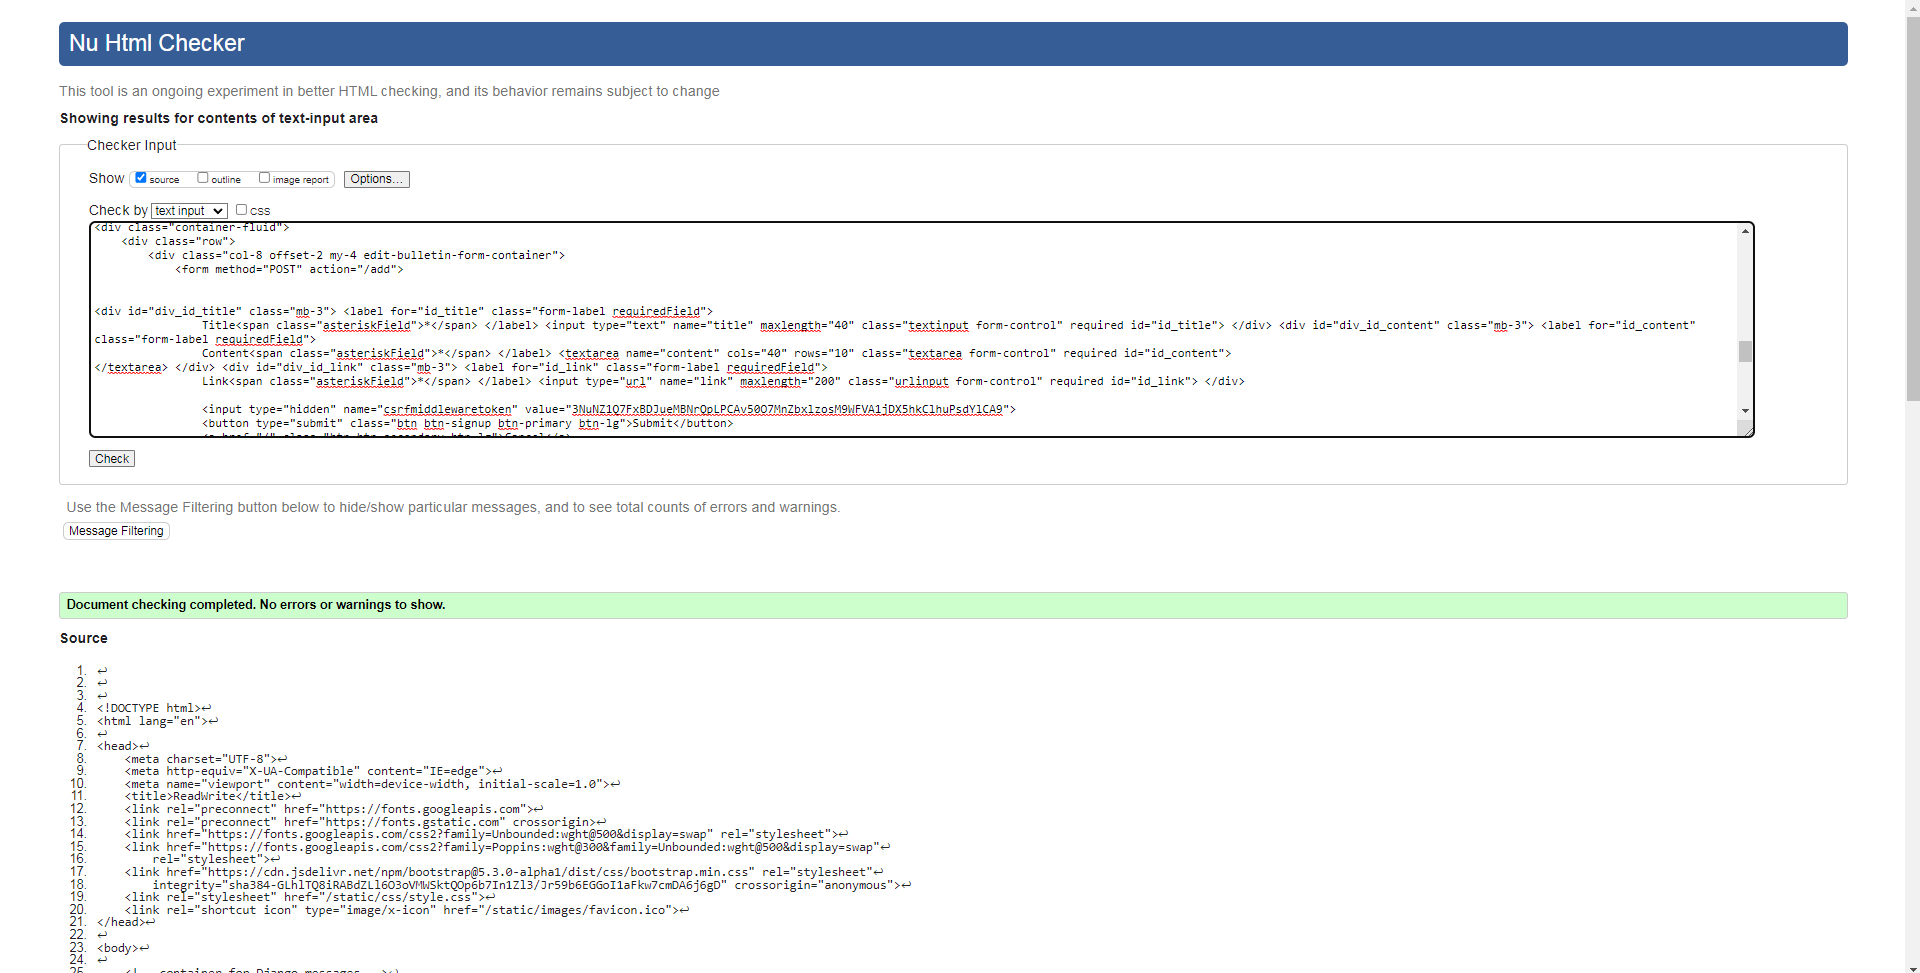 Nu Html Checker
This tool is an ongoing experiment in better HTML checking, and its behavior remains subject to change
Showing results for contents of text-input area
Checker Input
Show source outline image report Options...
Check by text input css
<div class="container-fluid">
<div class="row">
<div class="col-8 offset-2 my-4 edit-bulletin-form-container">
<form method="POST" action="/add">
<div id="div_id_title" class="mb-3"> <label for="id_title" class="form-label requiredField">
Title<span class="asteriskField">*</span> </label> <input type="text" name="title" maxlength="40" class="textinput form-control" required id="id_title"> </div> <div id="div_id_content" class="mb-3"> <label for="id_content"
class="form-label requiredField">
Content<span class="asteriskField">*</span> </label> <textarea name="content" cols="40" rows="10" class="textarea form-control" required id="id_content">
</textarea> </div> <div id="div_id_link" class="mb-3"> <label for="id_link" class="form-label requiredField">
Link<span class="asteriskField">*</span> </label> <input type="url" name="link" maxlength="200" class="urlinput form-control" required id="id_link"> </div>
<input type="hidden" name="csrfmiddlewaretoken" value=">
<button type="submit" class="btn btn-signup btn-primary btn-lg">Submit</button>
Check
Use the Message Filtering button below to hide/show particular messages, and to see total counts of errors and warnings.
Message Filtering
Document checking completed. No errors or warnings to show.
Source
1. ↩
2. ↩
3. ↩
4. <!DOCTYPE html>↩
5. <html lang="en">↩
6. ↩
7. <head>↩
8. <meta charset="UTF-8">↩
9. <meta http-equiv="X-UA-Compatible" content="IE=edge">↩
10. <meta name="viewport" content="width=device-width, initial-scale=1.0">↩
11. <title>ReadWrite</title>↩
12. <link rel="preconnect" href="https://fonts.googleapis.com">↩
13. <link rel="preconnect" href="https://fonts.gstatic.com" crossorigin>↩
14. <link href="https://fonts.googleapis.com/css2?family=Unbounded:wght@500&display=swap" rel="stylesheet">↩
15. <link href="https://fonts.googleapis.com/css2?family=Poppins:wght@300&family=Unbounded:wght@500&display=swap"↩
16. rel="stylesheet">↩
17. <link href="https://cdn.jsdelivr.net/npm/bootstrap@5.3.0-alpha1/dist/css/bootstrap.min.css" rel="stylesheet"↩
18. integrity=" crossorigin="anonymous">↩
19. <link rel="stylesheet" href="/static/css/style.css">↩
20. <link rel="shortcut icon" type="image/x-icon" href="/static/images/favicon.ico">↩
21. </head>↩
22. ↩
23. <body>↩
24. ↩